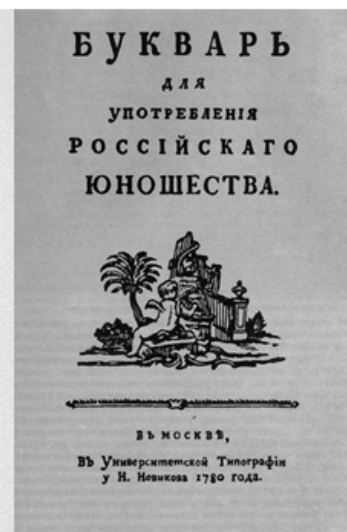 БУКВАРЬ
ДЛЯ
УПОТРЕБЛЕНІЯ
РОССІЙСКАГО
ЮНОШЕСТВА.
ВЪ МОСКВѢ,
Въ Университетской Типографіи
у Н. Новикова 1780 года.